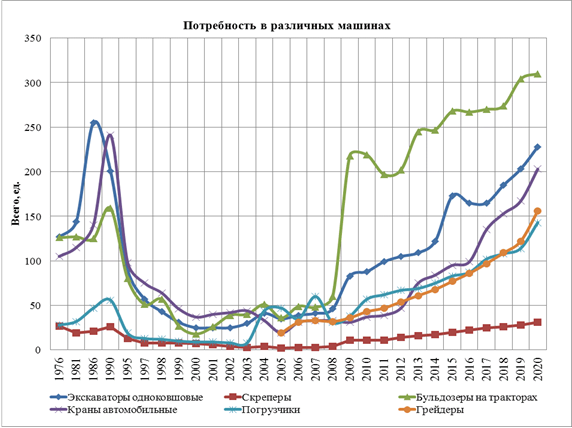 Потребность в различных машинах
Всего, ед.
350
300
250
200
150
100
50
0
1976 1981 1986 1990 1995 1997 1998 1999 2000 2001 2002 2003 2004 2005 2006 2007 2008 2009 2010 2011 2012 2013 2014 2015 2016 2017 2018 2019 2020
Экскаваторы одноковшовые Скреперы Бульдозеры на тракторах
Краны автомобильные Погрузчики Грейдеры